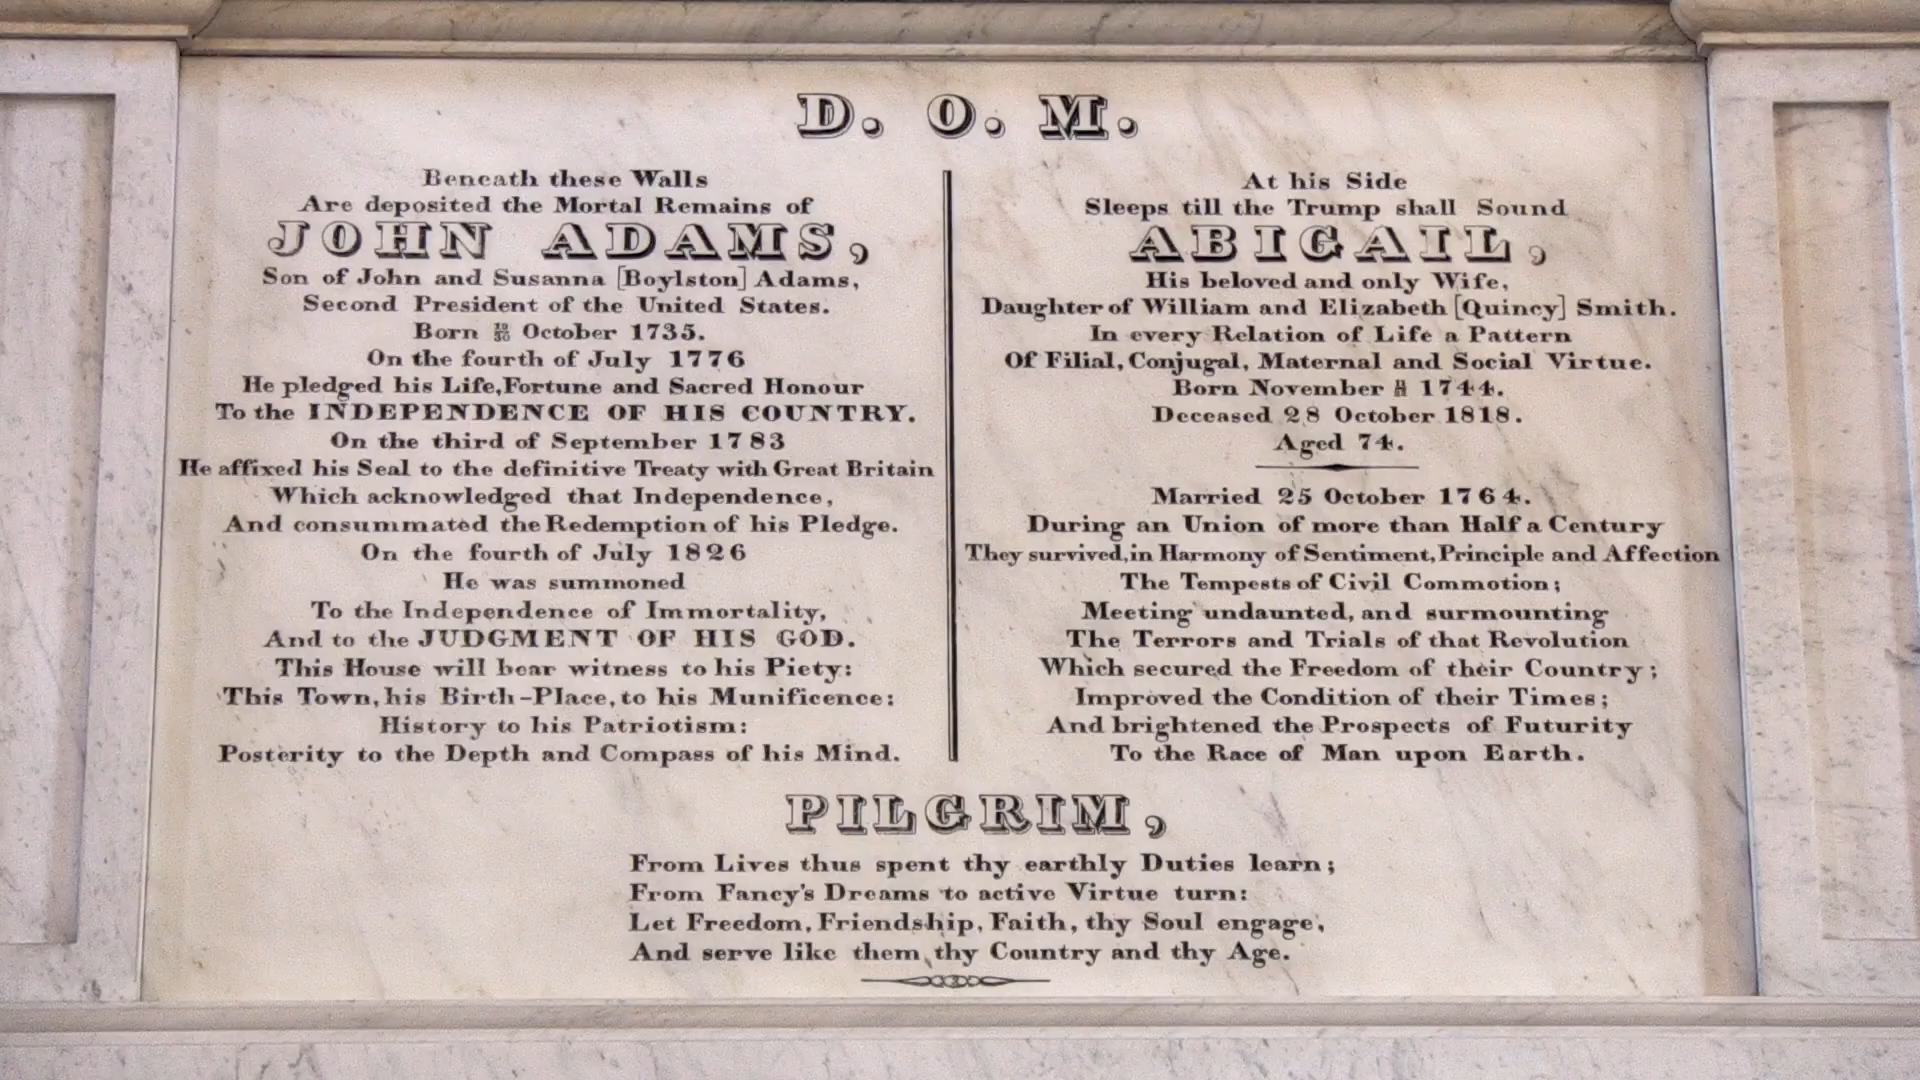 D. O. M.
Beneath these Walls
Are deposited the Mortal Remains of
JOHN ADAMS,
Son of John and Susanna [Boylston] Adams,
Second President of the United States.
Born 19/30 October 1735.
On the fourth of July 1776
He pledged his Life, Fortune and Sacred Honour
To the INDEPENDENCE OF HIS COUNTRY.
On the third of September 1783
He affixed his Seal to the definitive Treaty with Great Britain
Which acknowledged that Independence,
And consummated the Redemption of his Pledge.
On the fourth of July 1826
He was summoned
To the Independence of Immortality,
And to the JUDGMENT OF HIS GOD.
This House will bear witness to his Piety:
This Town, his Birth-Place, to his Munificence:
History to his Patriotism:
Posterity to the Depth and Compass of his Mind.
At his Side
Sleeps till the Trump shall Sound
ABIGAIL,
His beloved and only Wife,
Daughter of William and Elizabeth [Quincy] Smith.
In every Relation of Life a Pattern
Of Filial, Conjugal, Maternal and Social Virtue.
Born November 1744.
Deceased 28 October 1818.
Aged 74.
Married 25 October 1764.
During an Union of more than Half a Century
They survived, in Harmony of Sentiment, Principle and Affection
The Tempests of Civil Commotion;
Meeting undaunted, and surmounting
The Terrors and Trials of that Revolution
Which secured the Freedom of their Country;
Improved the Condition of their Times;
And brightened the Prospects of Futurity
To the Race of Man upon Earth.
PILGRIM,
From Lives thus spent thy earthly Duties learn;
From Fancy's Dreams to active Virtue turn:
Let Freedom, Friendship, Faith, thy Soul engage,
And serve like them, thy Country and thy Age.